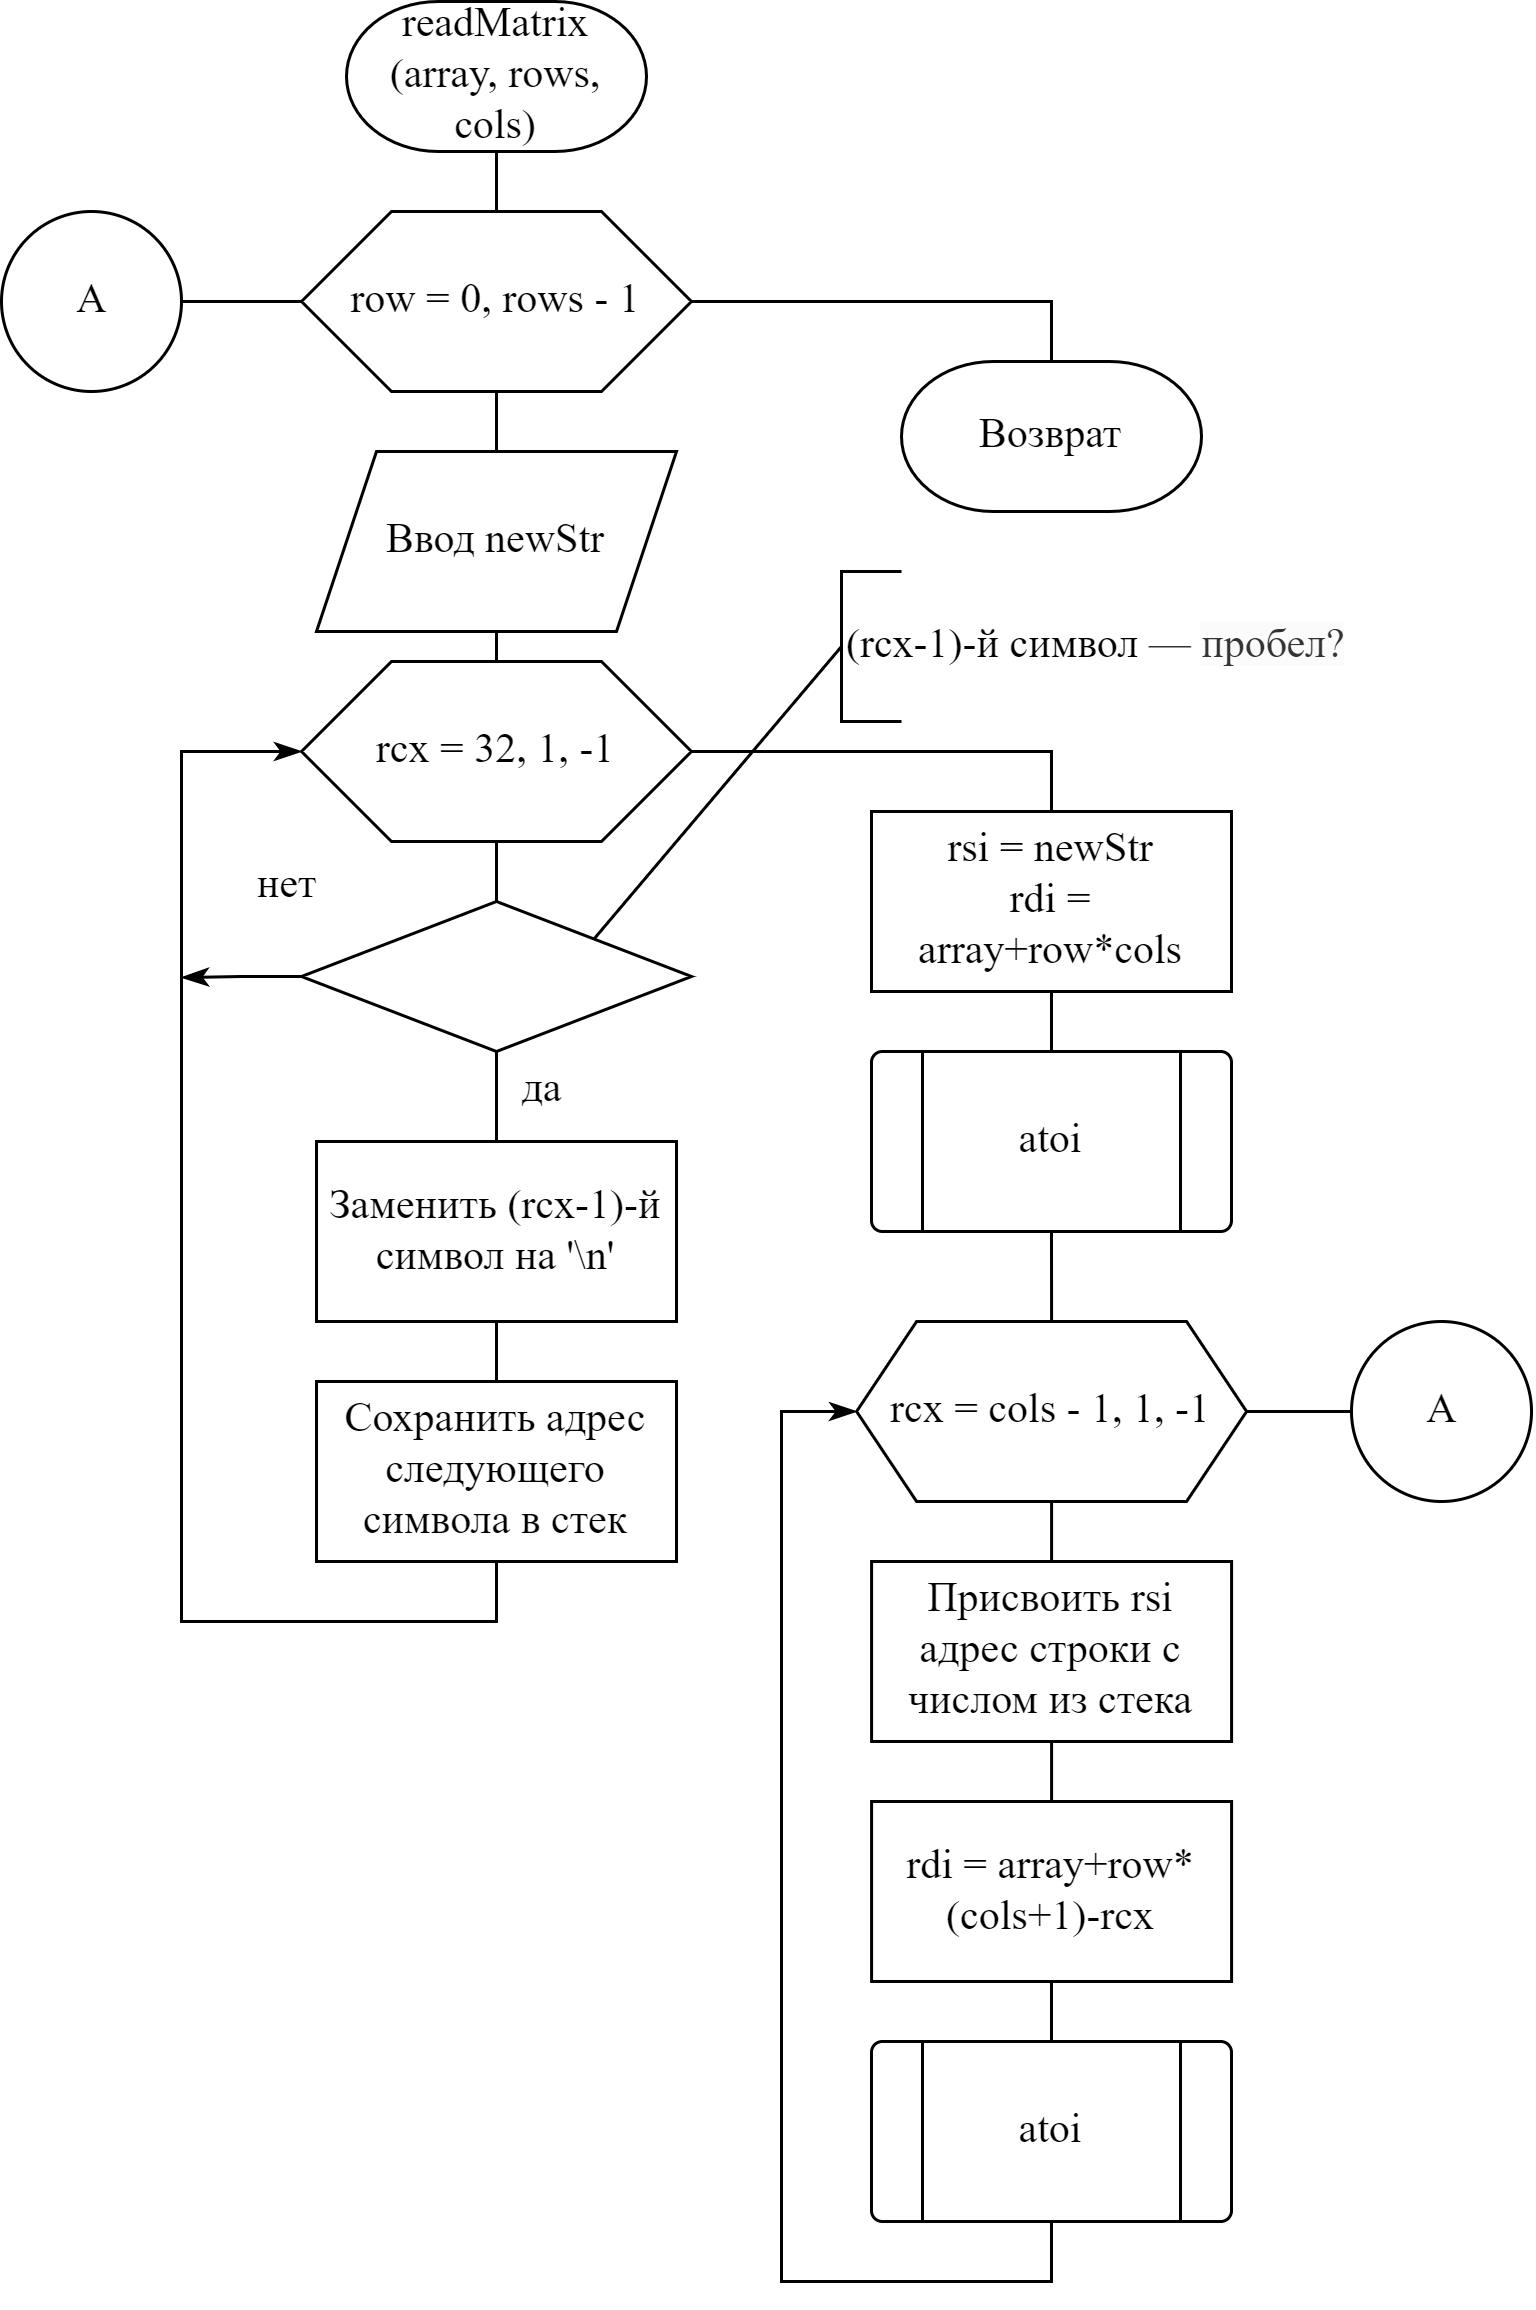 readMatrix
(array, rows,
cols)
A
row = 0, rows - 1
Возврат
Ввод newStr
(rcx-1)-й символ — пробел?
rcx = 32, 1, -1
нет
да
Заменить (rcx-1)-й
символ на '\n'
Сохранить адрес
следующего
символа в стек
rsi = newStr
rdi =
array+row*cols
atoi
rcx = cols - 1, 1, -1
A
Присвоить rsi
адрес строки с
числом из стека
rdi = array+row*
(cols+1)-rcx
atoi